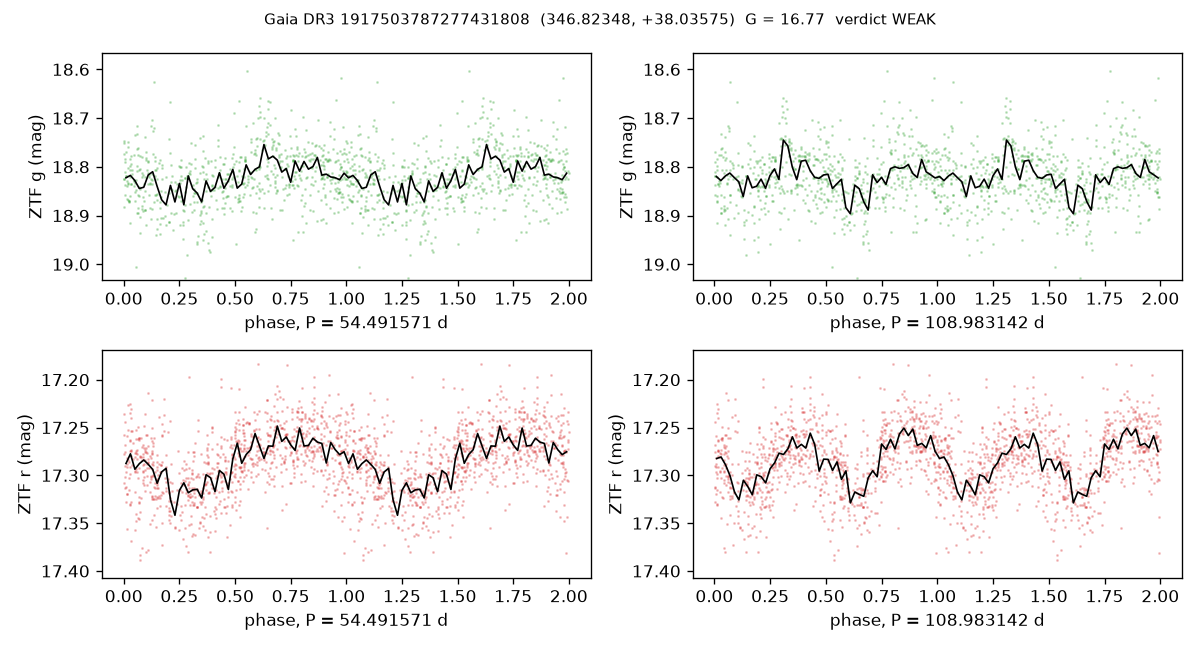 Gaia DR3 1917503787277431808 (346.82348, +38.03575) G = 16.77 verdict WEAK
ZTF g (mag)
18.6
18.7
18.8
18.9
19.0
0.00 0.25 0.50 0.75 1.00 1.25 1.50 1.75 2.00
phase, P = 54.491571 d
ZTF g (mag)
18.6
18.7
18.8
18.9
19.0
0.00 0.25 0.50 0.75 1.00 1.25 1.50 1.75 2.00
phase, P = 108.983142 d
ZTF r (mag)
17.20
17.25
17.30
17.35
17.40
0.00 0.25 0.50 0.75 1.00 1.25 1.50 1.75 2.00
phase, P = 54.491571 d
ZTF r (mag)
17.20
17.25
17.30
17.35
17.40
0.00 0.25 0.50 0.75 1.00 1.25 1.50 1.75 2.00
phase, P = 108.983142 d